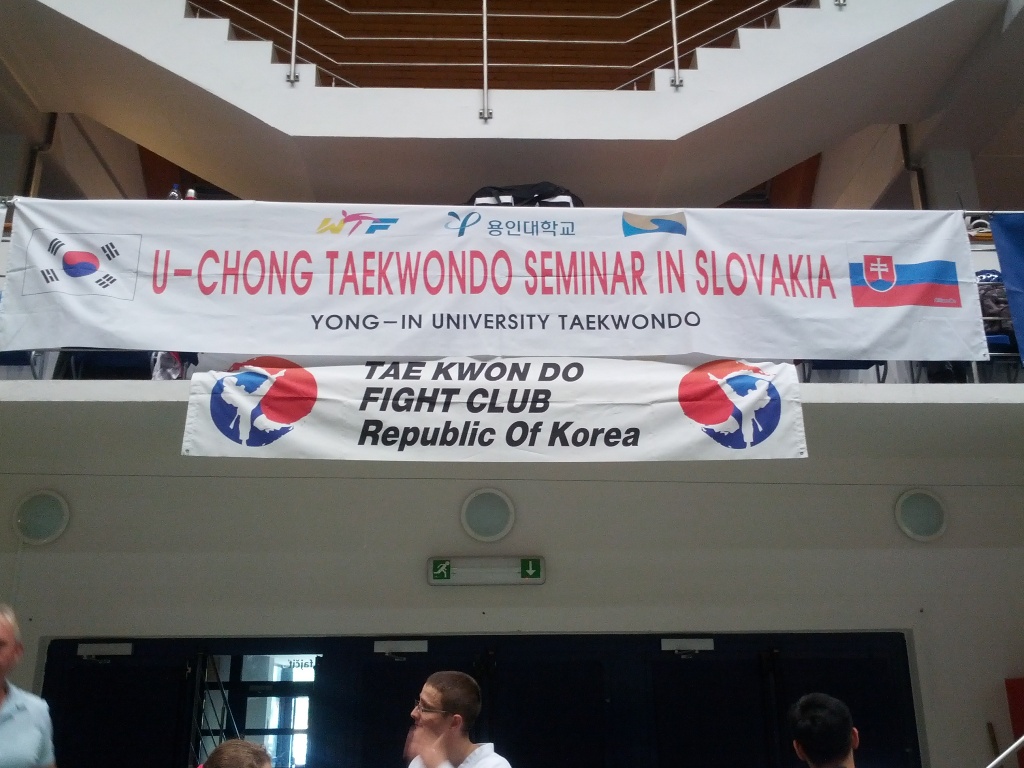 WTF 용인대학교
U-CHONG TAEKWONDO SEMINAR IN SLOVAKIA
YONG-IN UNIVERSITY TAEKWONDO
TAE KWON DO
FIGHT CLUB
Republic Of Korea